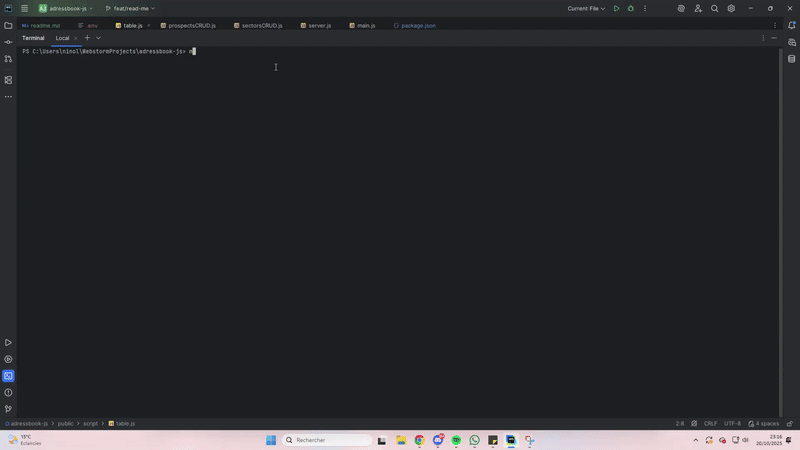 AJ adressbook-js feat/read-me Current File
readme.md .env table.js prospectsCRUD.js sectorsCRUD.js server.js main.js package.json
Terminal Local
PS C:\Users\ninol\WebstormProjects\adressbook-js>
adressbook-js > public > script > table.js 2:8 CRLF UTF-8 4 spaces
13°C
Eclaircies
Rechercher
23:16
20/10/2025